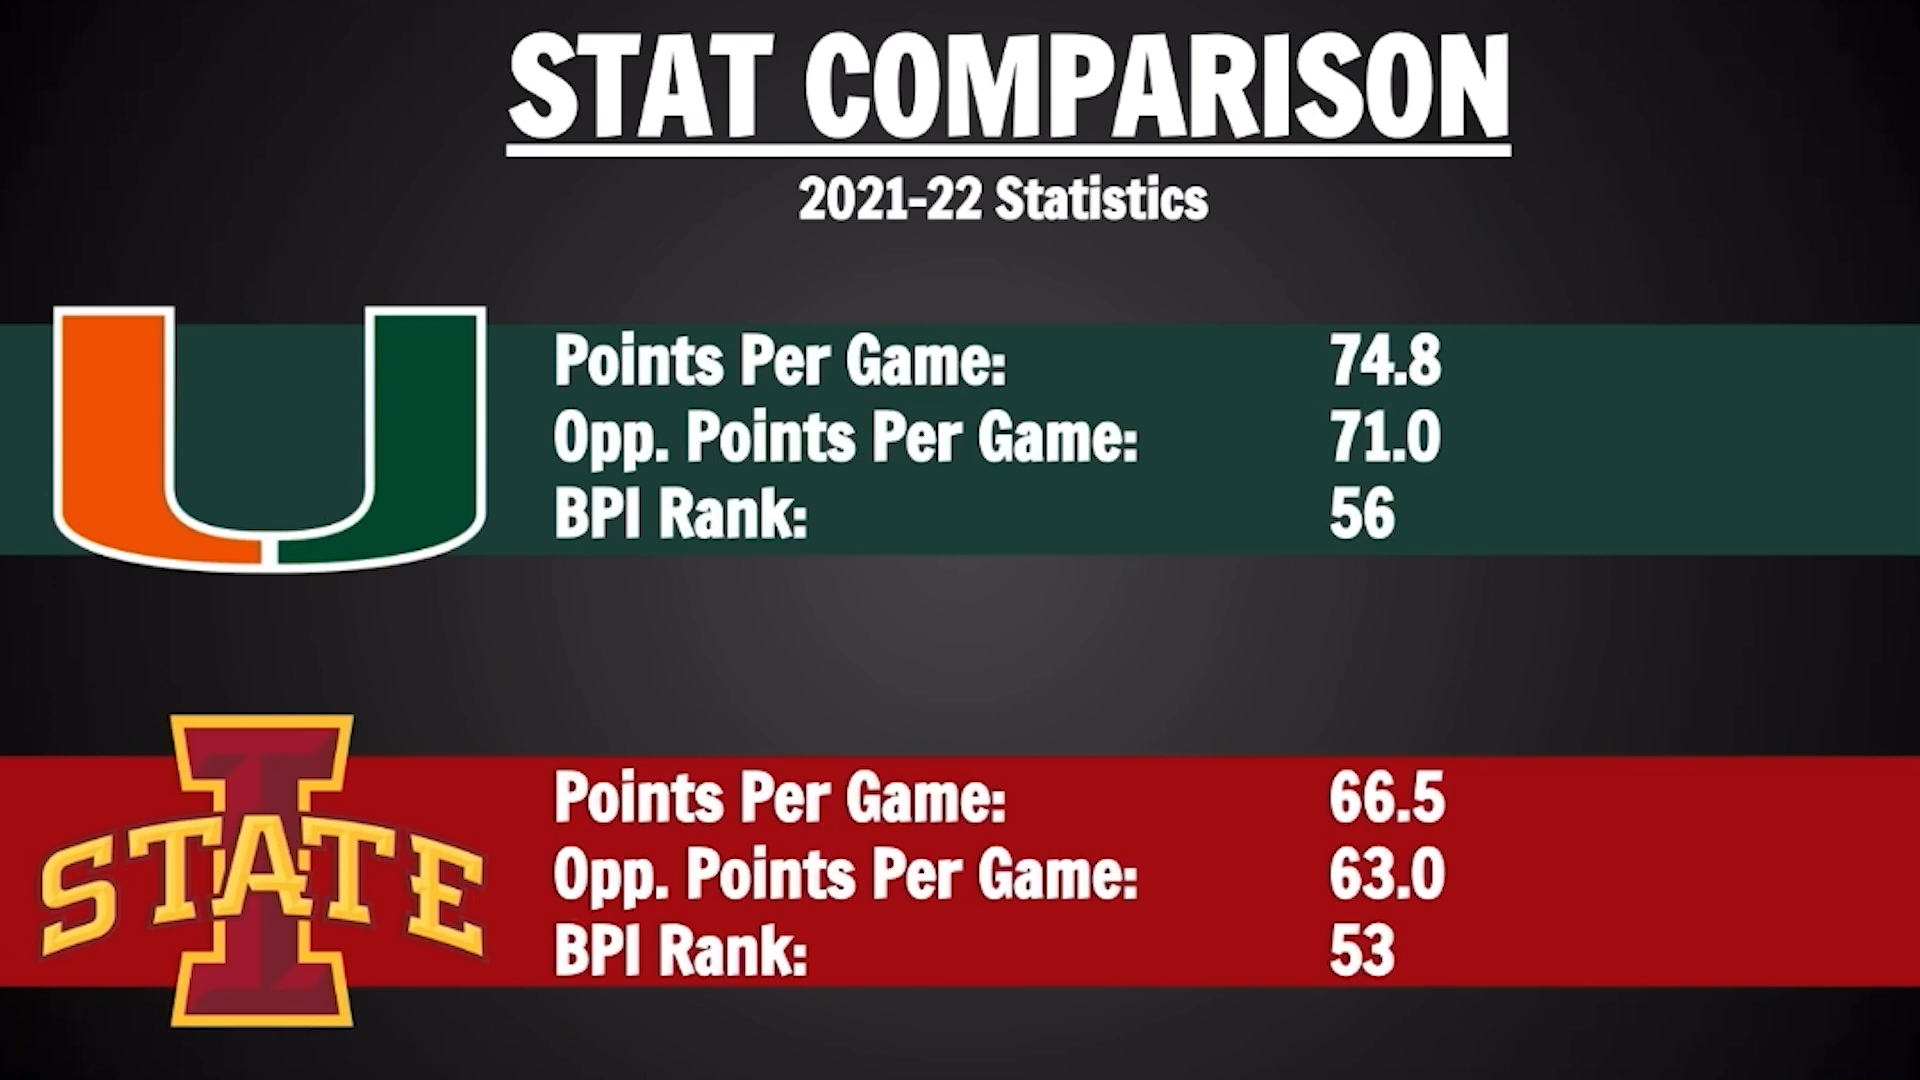 STAT COMPARISON
2021-22 Statistics
Points Per Game: 74.8
Opp. Points Per Game: 71.0
BPI Rank: 56
I
STATE
Points Per Game: 66.5
Opp. Points Per Game: 63.0
BPI Rank: 53